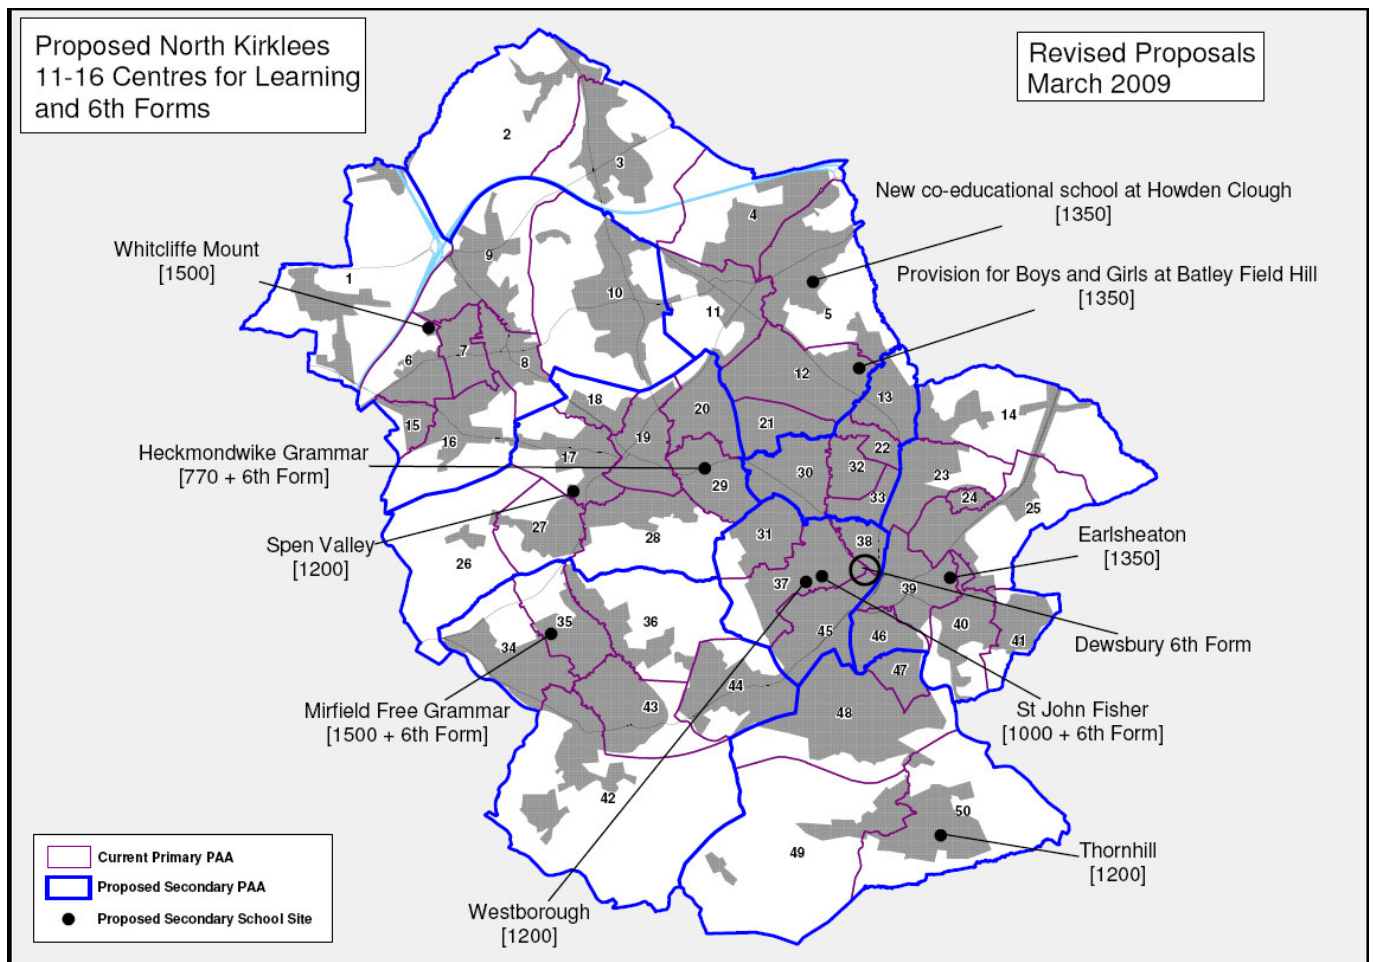 Proposed North Kirklees
11-16 Centres for Learning
and 6th Forms
Revised Proposals
March 2009
New co-educational school at Howden Clough
[1350]
Provision for Boys and Girls at Batley Field Hill
[1350]
Whitcliffe Mount
[1500]
Heckmondwike Grammar
[770 + 6th Form]
Spen Valley
[1200]
Earlsheaton
[1350]
Dewsbury 6th Form
St John Fisher
[1000 + 6th Form]
Mirfield Free Grammar
[1500 + 6th Form]
Westborough
[1200]
Thornhill
[1200]
1
2
3
4
5
6
7
8
9
10
11
12
13
14
15
16
17
18
19
20
21
22
23
24
25
26
27
28
29
30
31
32
33
34
35
36
37
38
39
40
41
42
43
44
45
46
47
48
49
50
Current Primary PAA
Proposed Secondary PAA
Proposed Secondary School Site